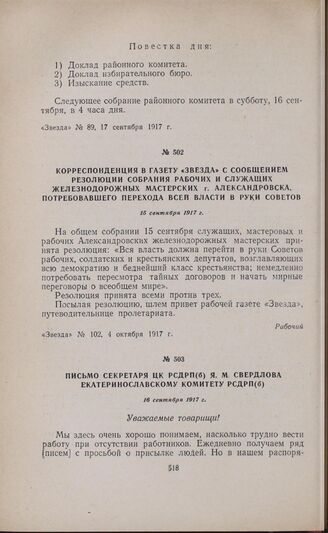 Повестка дня:
1) Доклад районного комитета.
2) Доклад избирательного бюро.
3) Изыскание средств.
Следующее собрание районного комитета в субботу, 16 сен-
тября, в 4 часа дня.
«Звезда» № 89, 17 сентября 1917 г.
№ 502
КОРРЕСПОНДЕНЦИЯ В ГАЗЕТУ «ЗВЕЗДА» С СООБЩЕНИЕМ
РЕЗОЛЮЦИИ СОБРАНИЯ РАБОЧИХ И СЛУЖАЩИХ
ЖЕЛЕЗНОДОРОЖНЫХ МАСТЕРСКИХ г. АЛЕКСАНДРОВСКА,
ПОТРЕБОВАВШЕГО ПЕРЕХОДА ВСЕЙ ВЛАСТИ В РУКИ СОВЕТОВ
15 сентября 1917 г.
На общем собрании 15 сентября служащих, мастеровых и
рабочих Александровских железнодорожных мастерских при-
нята резолюция: «Вся власть должна перейти в руки Советов
рабочих, солдатских и крестьянских депутатов, возглавляющих
всю демократию и беднейший класс крестьянства; немедленно
потребовать пересмотра тайных договоров и начать мирные
переговоры о всеобщем мире».
Резолюция принята всеми против трех.
Посылая резолюцию, шлем привет рабочей газете «Звезда»,
путеводительнице пролетариата.
Рабочий
«Звезда» № 102, 4 октября 1917 г.
№ 503
ПИСЬМО СЕКРЕТАРЯ ЦК РСДРП(б) Я. М. СВЕРДЛОВА
ЕКАТЕРИНОСЛАВСКОМУ КОМИТЕТУ РСДРП(б)
16 сентября 1917 г.
Уважаемые товарищи!
Мы здесь очень хорошо понимаем, насколько трудно вести
работу при отсутствии работников. Ежедневно получаем ряд
[писем] с просьбой о присылке людей. Но в нашем распоря-
518